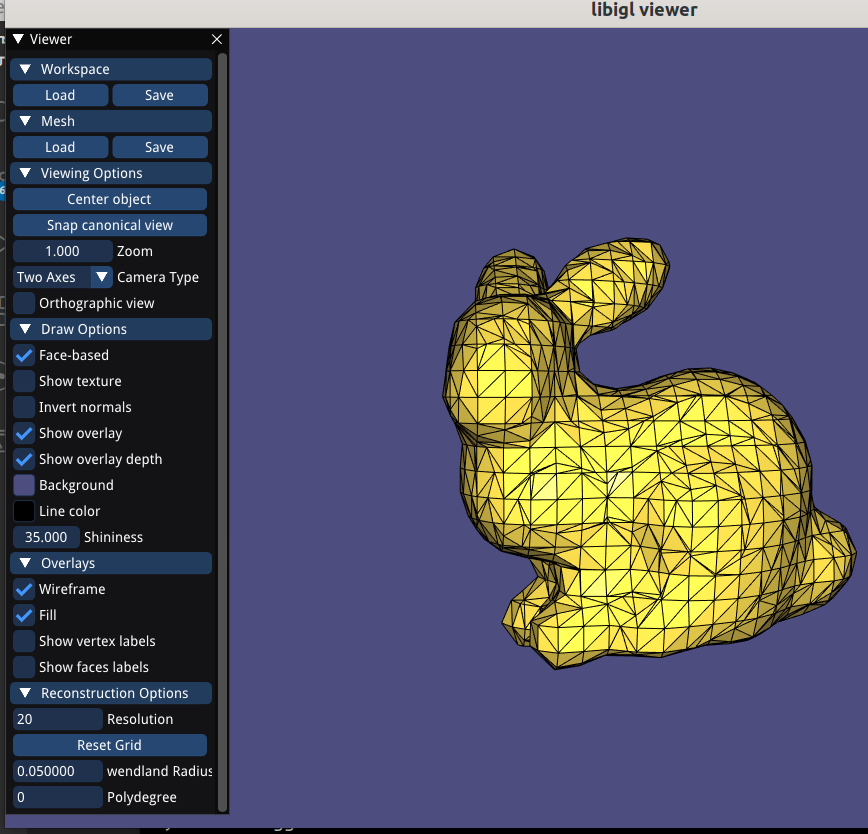 libigl viewer
Viewer
Workspace
Load Save
Mesh
Load Save
Viewing Options
Center object
Snap canonical view
1.000 Zoom
Two Axes Camera Type
Orthographic view
Draw Options
Face-based
Show texture
Invert normals
Show overlay
Show overlay depth
Background
Line color
35.000 Shininess
Overlays
Wireframe
Fill
Show vertex labels
Show faces labels
Reconstruction Options
20 Resolution
Reset Grid
0.050000 wendland Radius
0 Polydegree